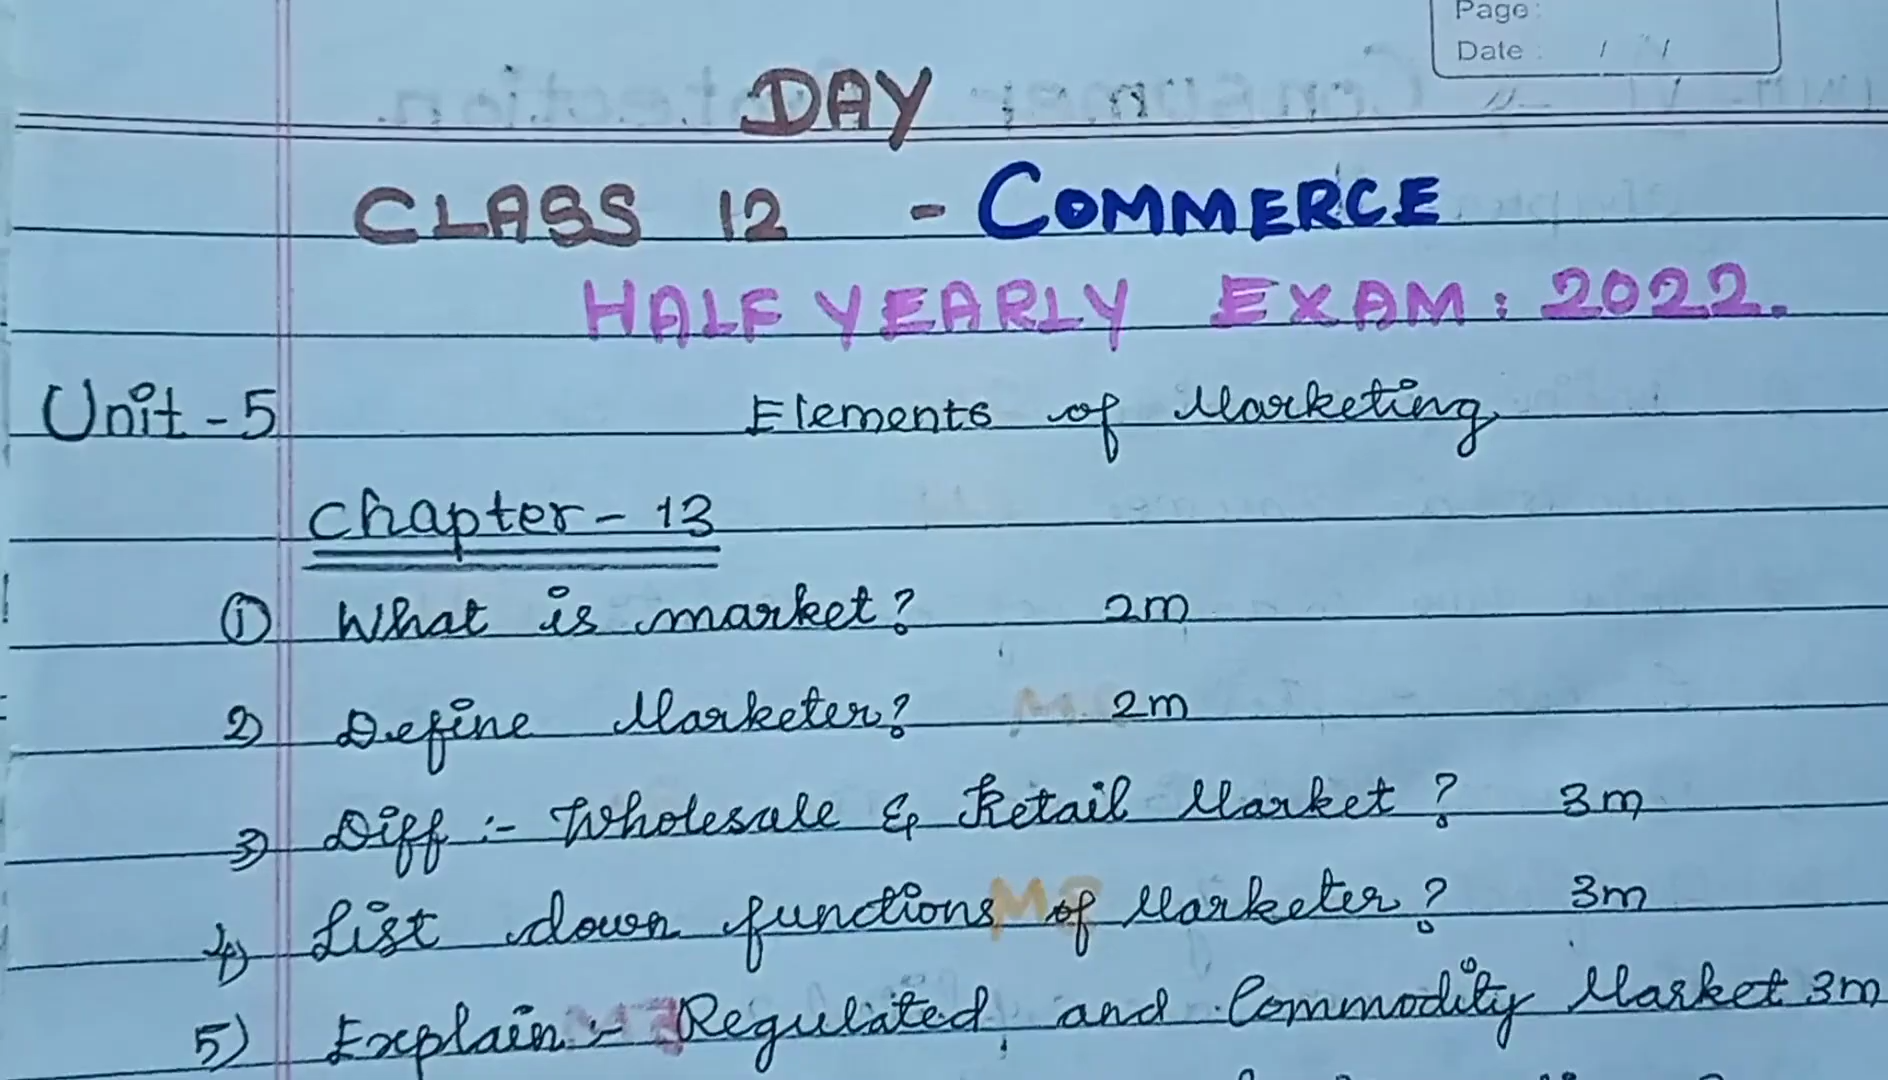 Page:
Date : / /
DAY
CLASS 12 - COMMERCE
HALF YEARLY EXAM: 2022.
Unit - 5 Elements of Marketing
Chapter - 13
1) What is market? 2m
2) Define Marketer? 2m
3) Diff :- Wholesale & Retail Market? 3m
4) List down functions of Marketer? 3m
5) Explain :- Regulated and Commodity Market 3m